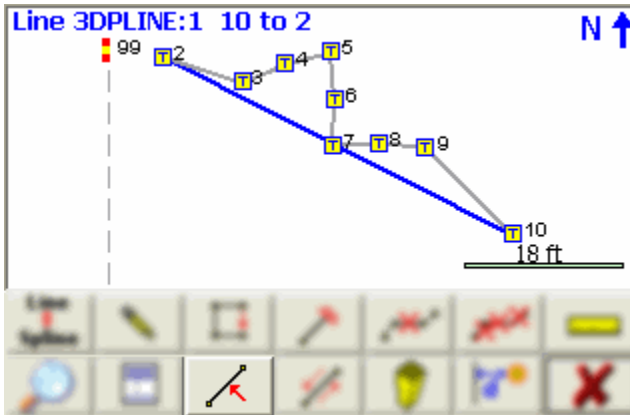 Line 3DPLINE:1 10 to 2
N
99
T 2
T 3
T 4
T 5
T 6
T 7
T 8
T 9
T 10
18 ft
Line
Spline